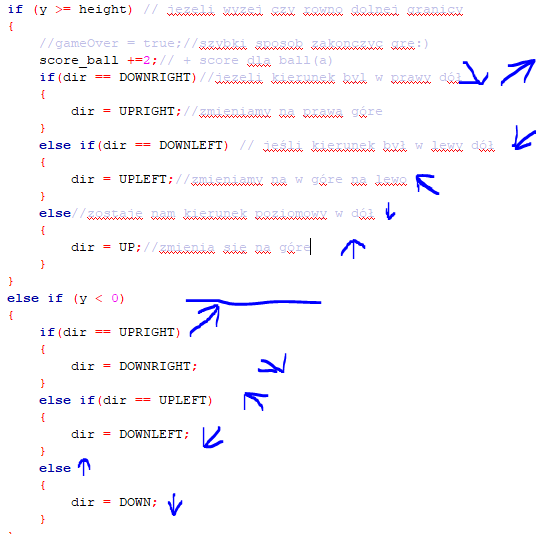 if (y >= height) // jezeli wyzej czy rowno dolnej granicy
{
//gameOver = true;//szybki sposob zakonczyc gre:)
score_ball +=2;// + score dla ball(a)
if(dir == DOWNRIGHT)//jezeli kierunek byl w prawy dół
{
dir = UPRIGHT;//zmieniamy na prawa góre
}
else if(dir == DOWNLEFT) // jeśli kierunek był w lewy dół
{
dir = UPLEFT;//zmieniamy na w góre na lewo
}
else//zostaje nam kierunek poziomowy w dół
{
dir = UP;//zmienia sie na góre
}
}
else if (y < 0)
{
if(dir == UPRIGHT)
{
dir = DOWNRIGHT;
}
else if(dir == UPLEFT)
{
dir = DOWNLEFT;
}
else
{
dir = DOWN;
}
}